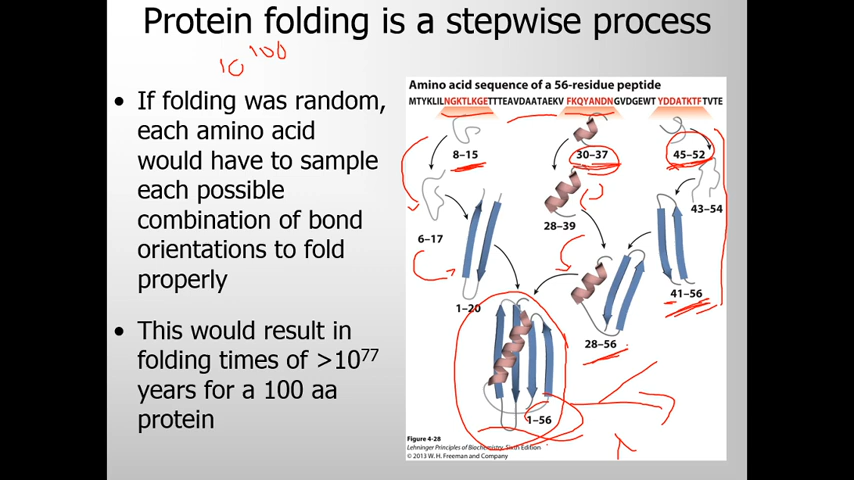 Protein folding is a stepwise process
10^100
• If folding was random,
each amino acid
would have to sample
each possible
combination of bond
orientations to fold
properly
• This would result in
folding times of >10^77
years for a 100 aa
protein
Amino acid sequence of a 56-residue peptide
MTYKLILNGKTLKGETTTEAVDAATAEKV FKQYANDNGVDGEWT YDDATKTFTVTE
8–15
30–37
45–52
43–54
28–39
6–17
41–56
1–20
28–56
1–56
Figure 4-28
Lehninger Principles of Biochemistry, Sixth Edition
© 2013 W. H. Freeman and Company